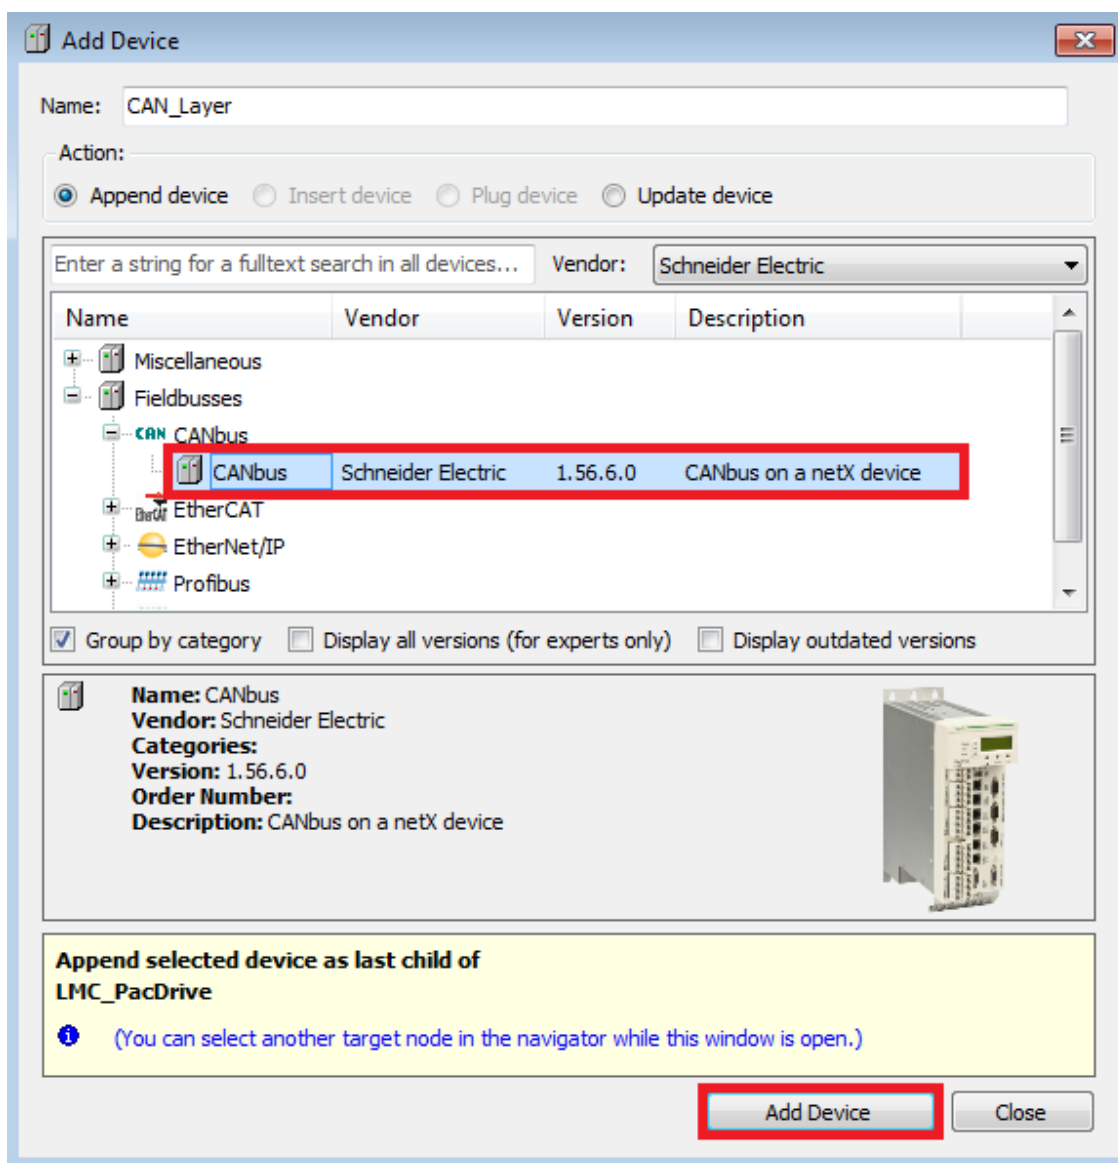 Add Device
Name: CAN_Layer
Action:
Append device Insert device Plug device Update device
Enter a string for a fulltext search in all devices... Vendor: Schneider Electric
Name Vendor Version Description
Miscellaneous
Fieldbusses
CAN CANbus
CANbus Schneider Electric 1.56.6.0 CANbus on a netX device
EtherCAT EtherCAT
EtherNet/IP
Profibus
Group by category Display all versions (for experts only) Display outdated versions
Name: CANbus
Vendor: Schneider Electric
Categories:
Version: 1.56.6.0
Order Number:
Description: CANbus on a netX device
Append selected device as last child of
LMC_PacDrive
(You can select another target node in the navigator while this window is open.)
Add Device Close